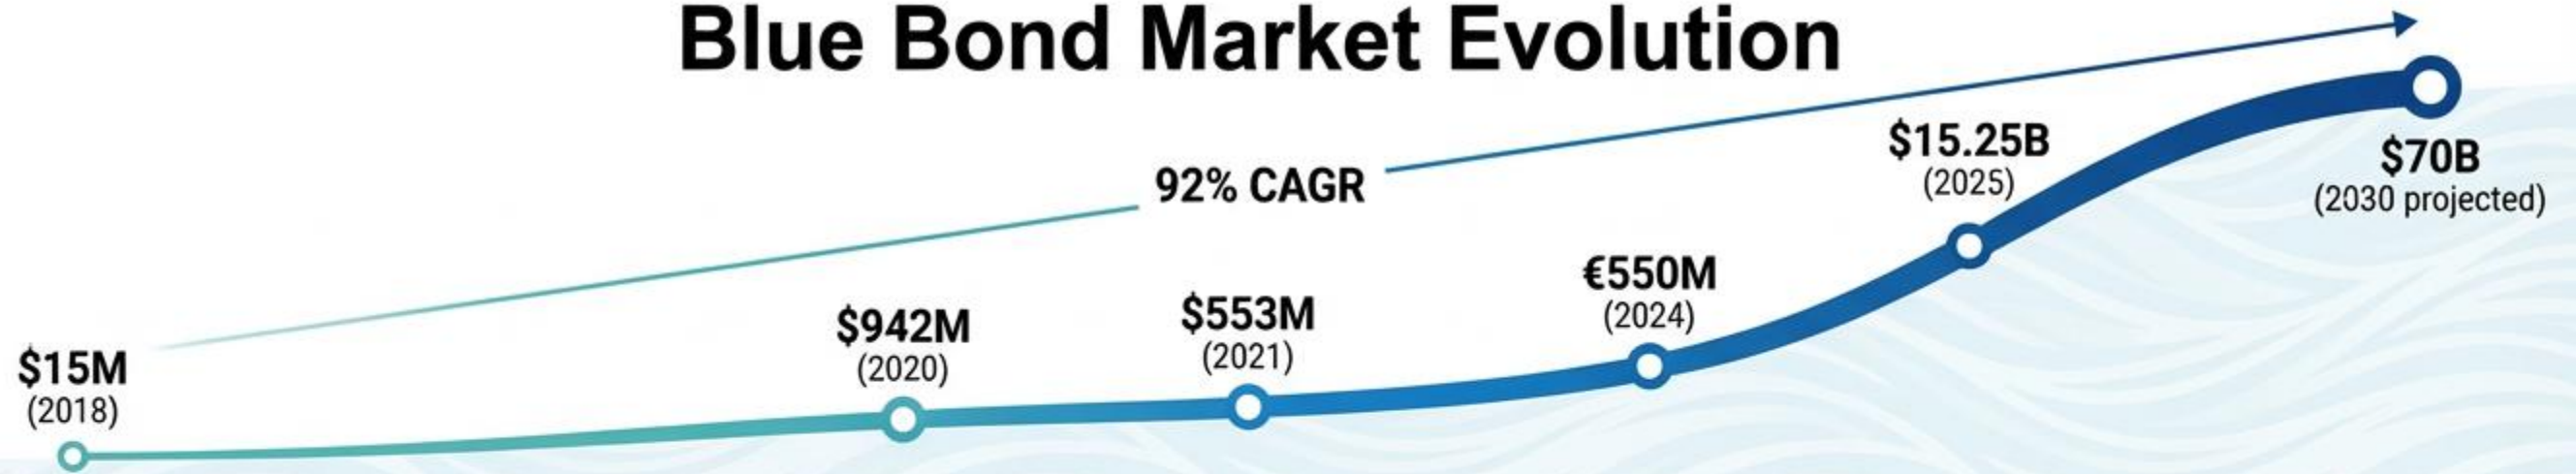 Blue Bond Market Evolution
92% CAGR
$15M
(2018)
$942M
(2020)
$553M
(2021)
€550M
(2024)
$15.25B
(2025)
$70B
(2030 projected)